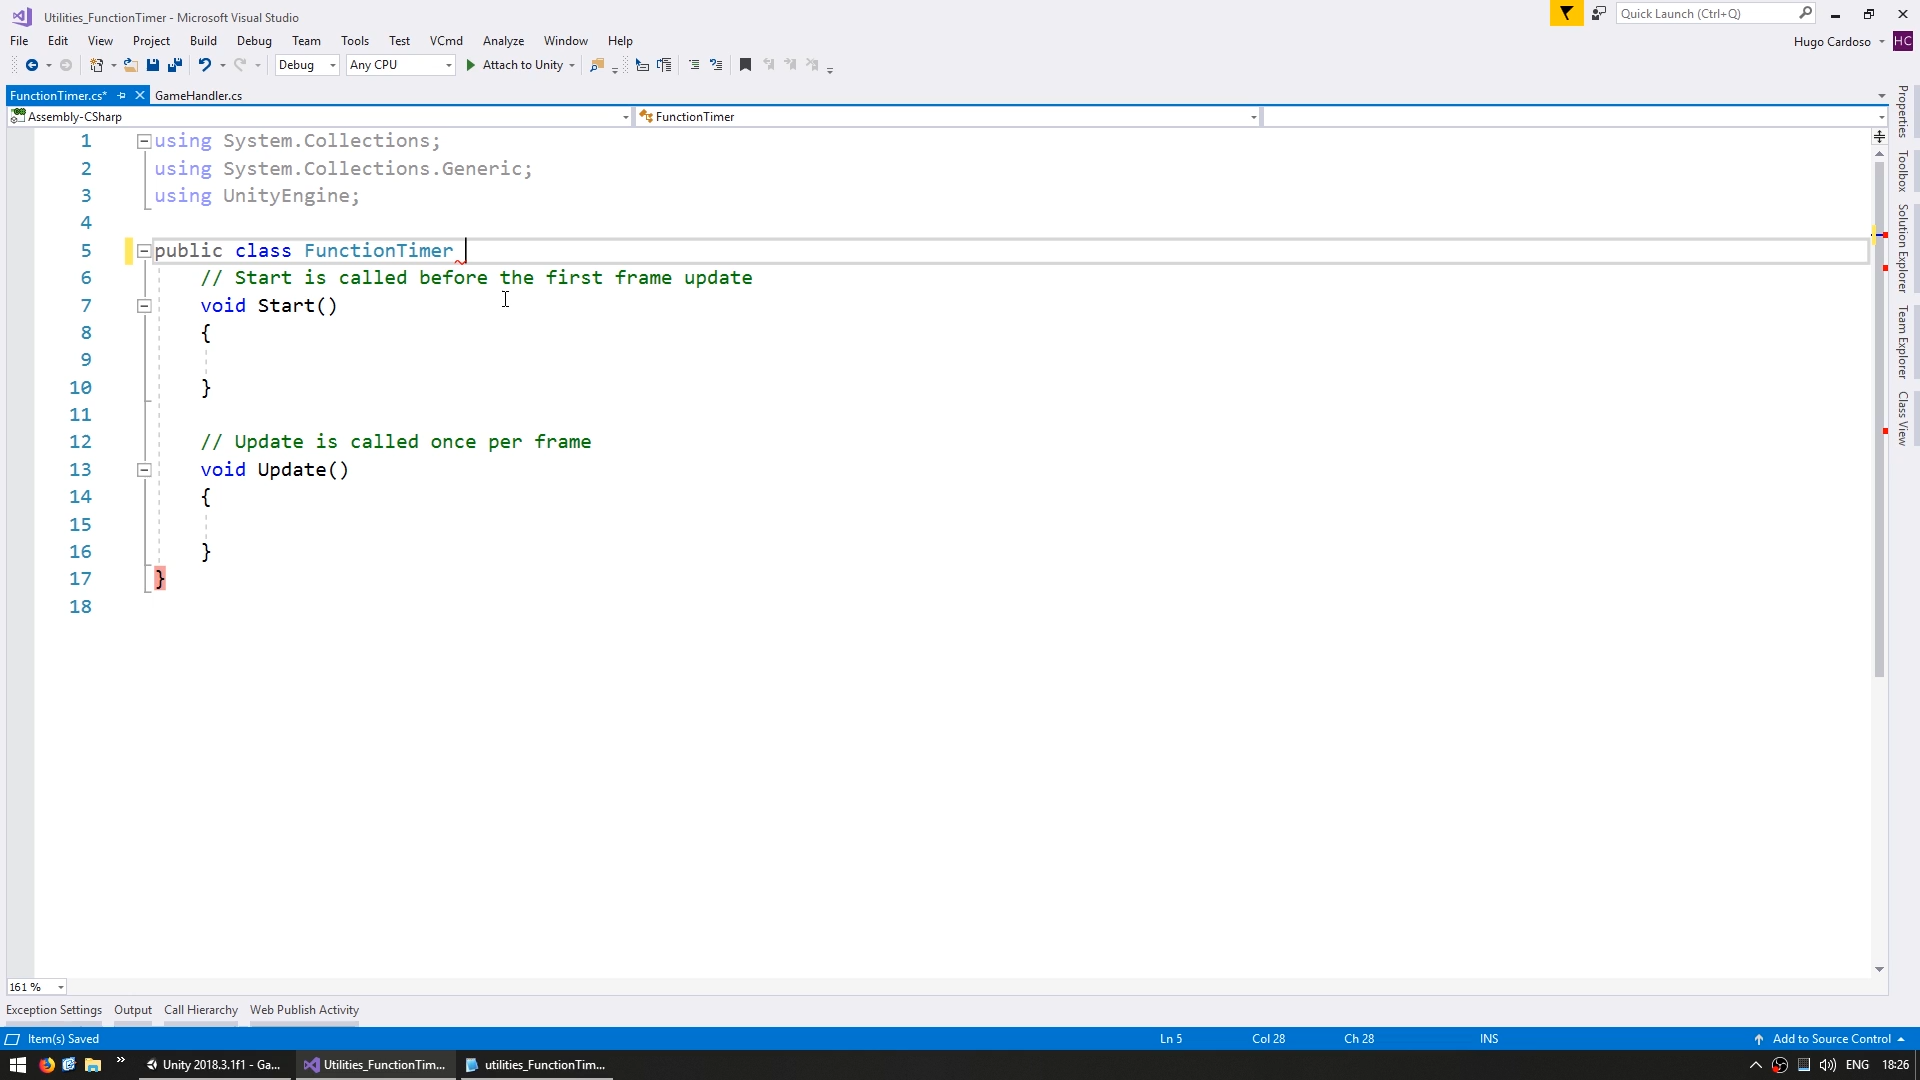 Utilities_FunctionTimer - Microsoft Visual Studio
Quick Launch (Ctrl+Q)
File Edit View Project Build Debug Team Tools Test VCmd Analyze Window Help
Hugo Cardoso HC
Debug Any CPU Attach to Unity
FunctionTimer.cs* GameHandler.cs
Assembly-CSharp FunctionTimer
1 using System.Collections;
2 using System.Collections.Generic;
3 using UnityEngine;
4
5 public class FunctionTimer
6 // Start is called before the first frame update
7 void Start()
8 {
9
10 }
11
12 // Update is called once per frame
13 void Update()
14 {
15
16 }
17 }
18
Properties
Toolbox
Solution Explorer
Team Explorer
Class View
161 %
Exception Settings Output Call Hierarchy Web Publish Activity
Item(s) Saved Ln 5 Col 28 Ch 28 INS Add to Source Control
Unity 2018.3.1f1 - Ga... Utilities_FunctionTim... utilities_FunctionTim... ENG 18:26